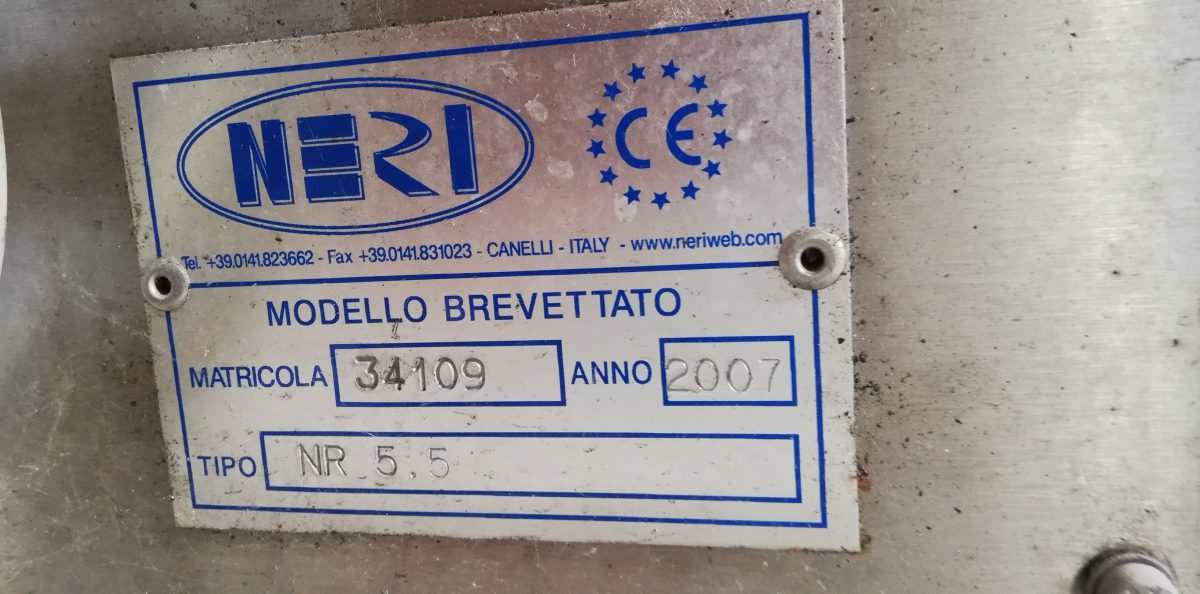 NERI
CE
Tel. +39.0141.823662 - Fax +39.0141.831023 - CANELLI - ITALY - www.neriweb.com
MODELLO BREVETTATO
MATRICOLA 34109 ANNO 2007
TIPO NR 5.5